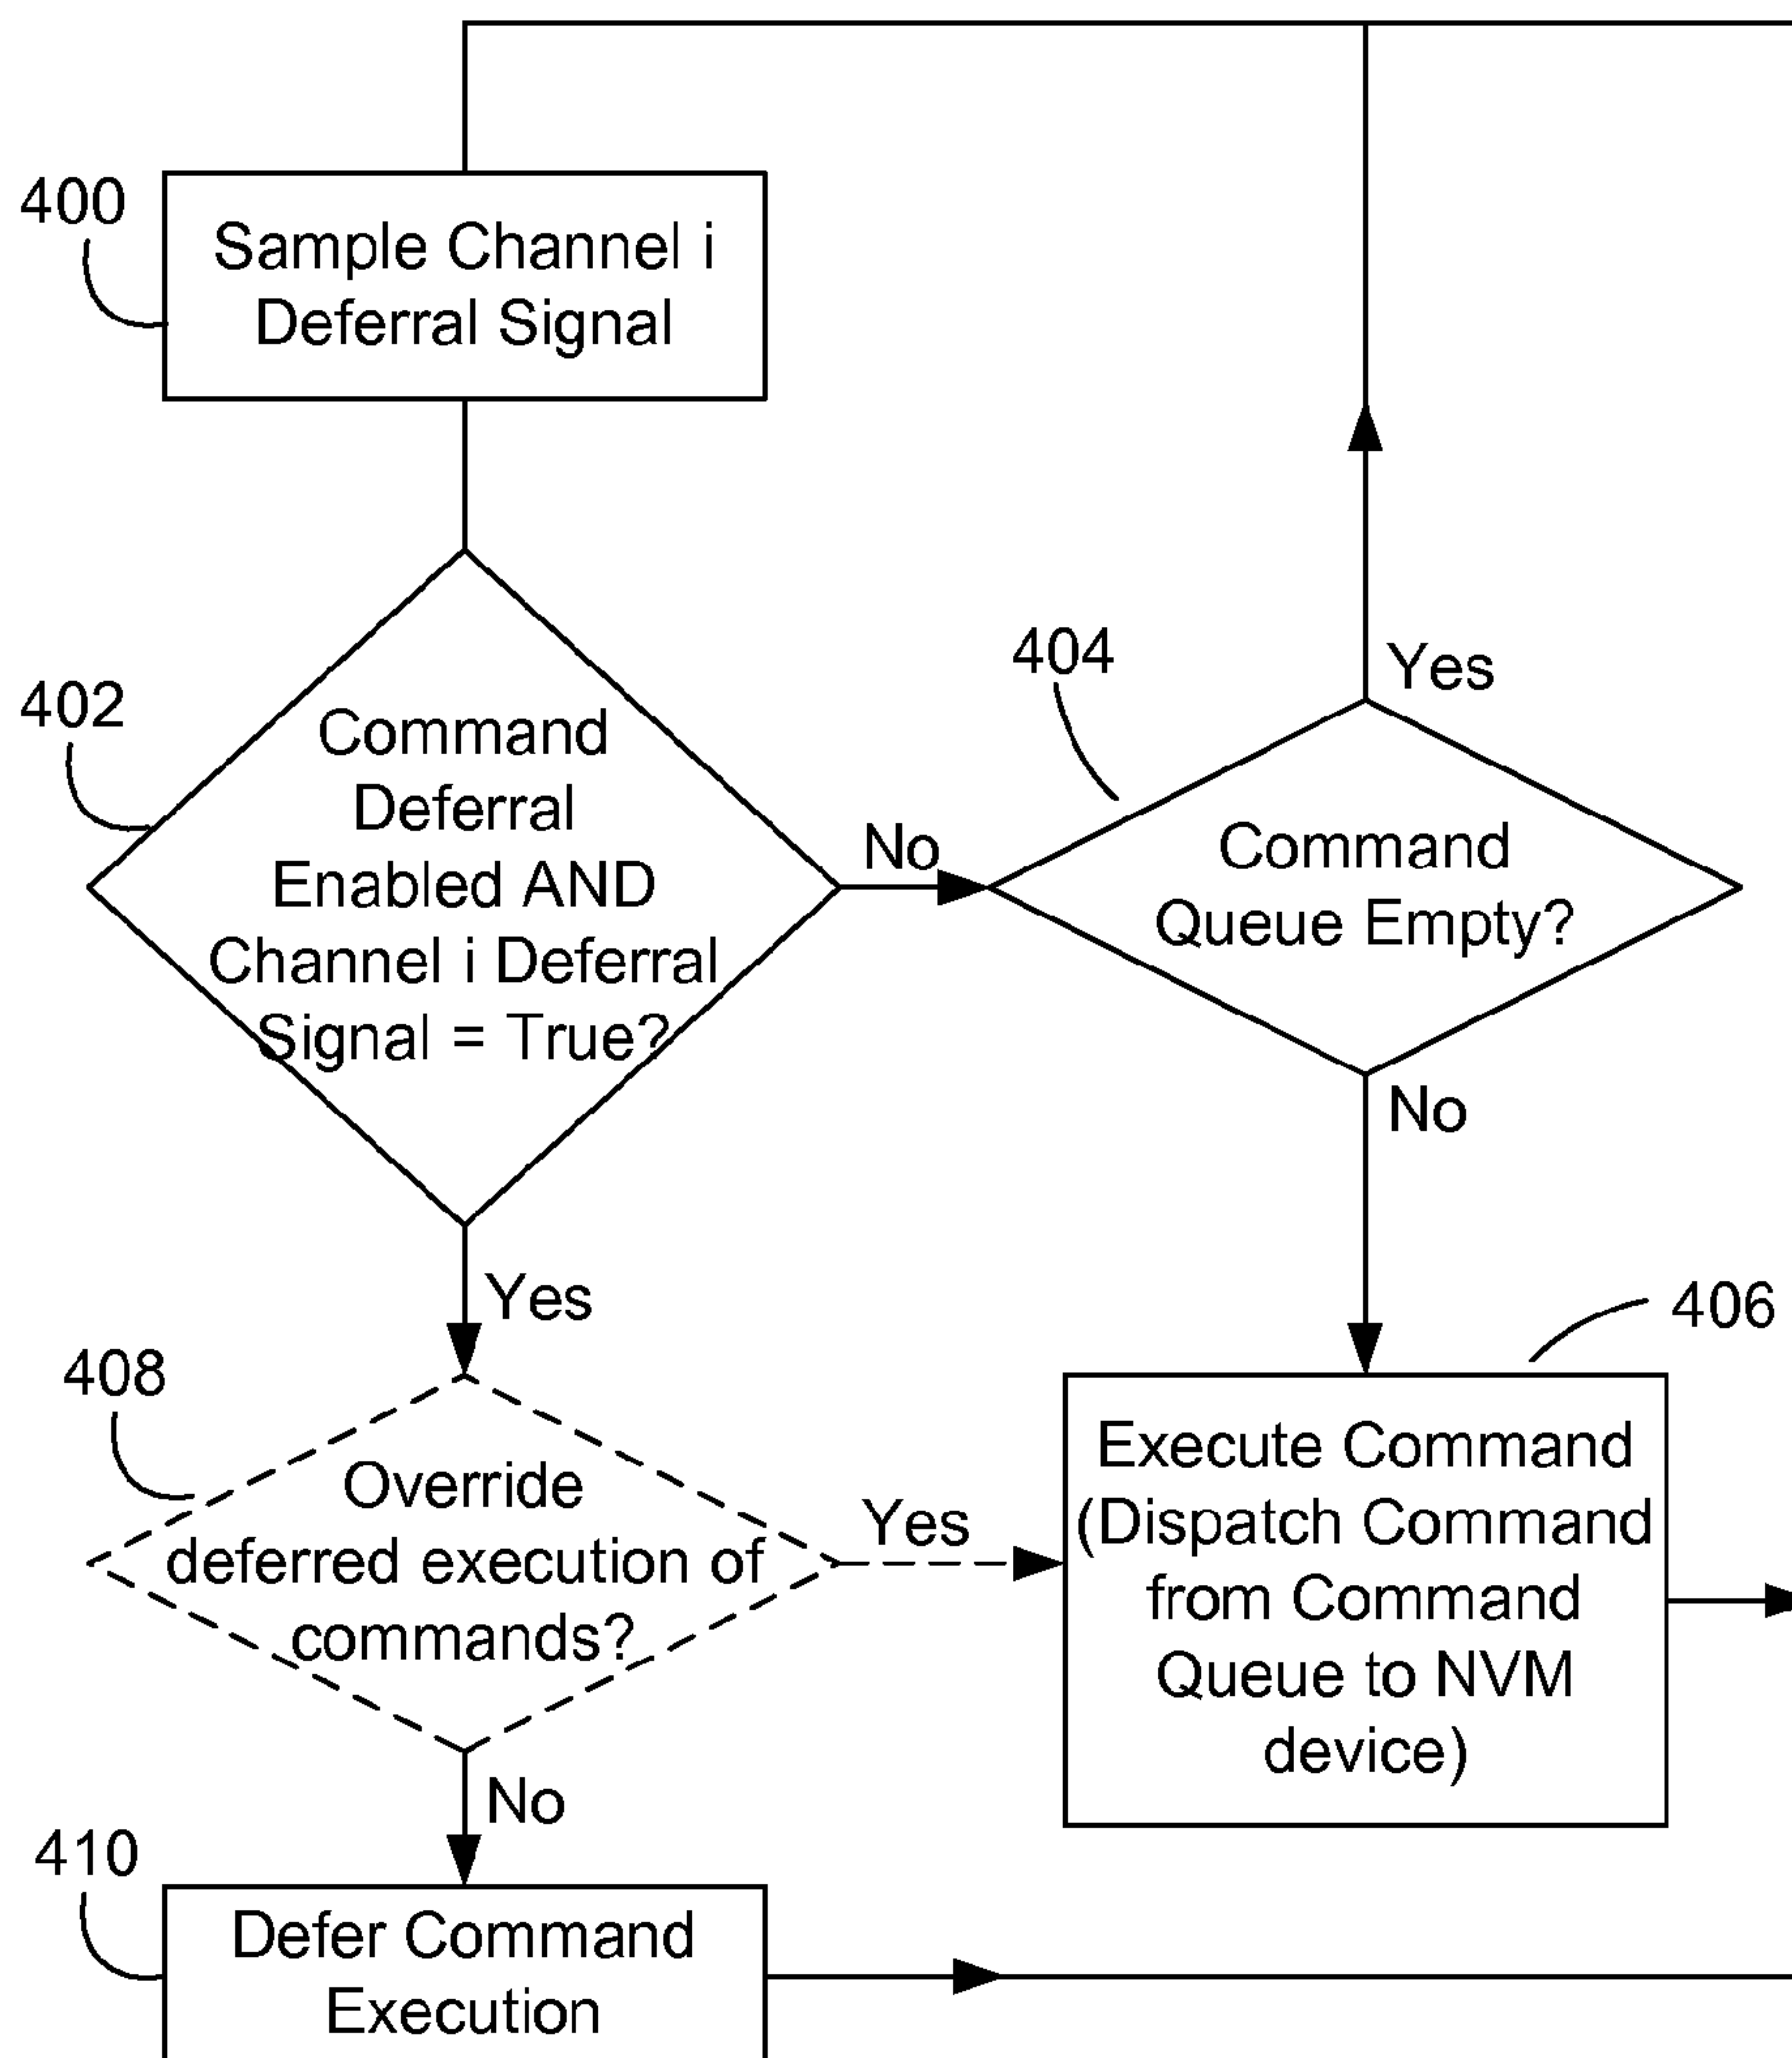 400
Sample Channel i
Deferral Signal
402
Command
Deferral
Enabled AND
Channel i Deferral
Signal = True?
No
404
Yes
Command
Queue Empty?
No
Yes
406
408
Override
deferred execution of
commands?
Yes
Execute Command
(Dispatch Command
from Command
Queue to NVM
device)
No
410
Defer Command
Execution